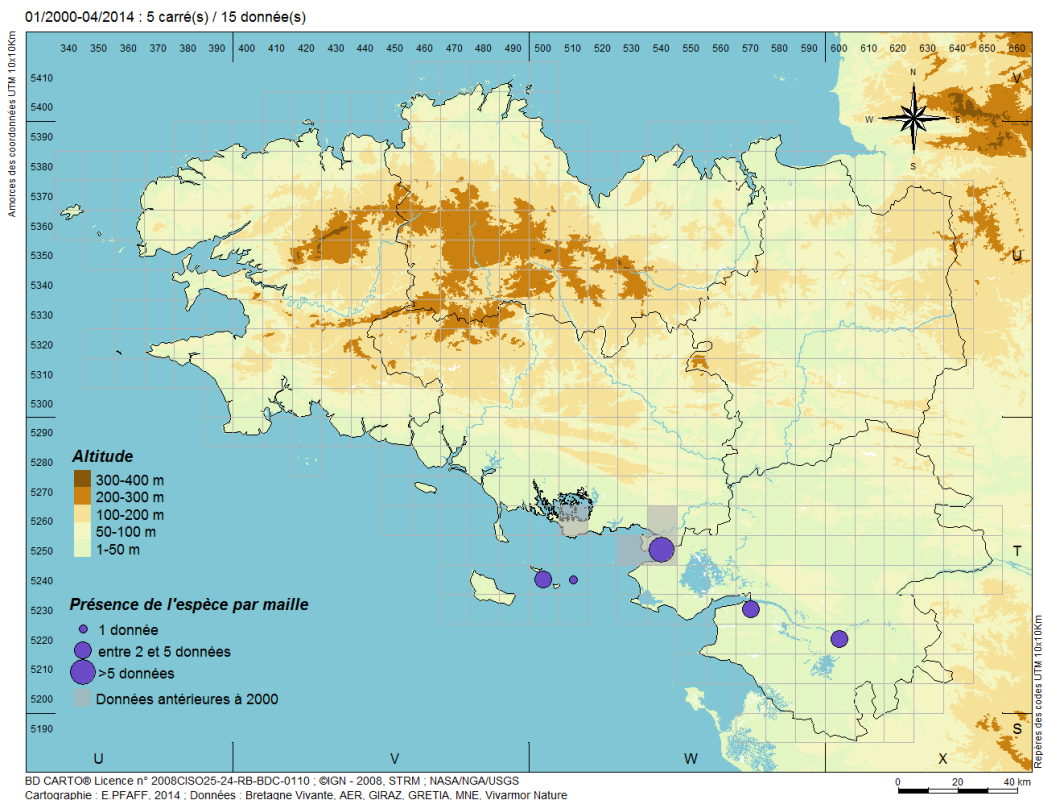 01/2000-04/2014 : 5 carré(s) / 15 donnée(s)
Amorces des coordonnées UTM 10x10Km
340 350 360 370 380 390 400 410 420 430 440 450 460 470 480 490 500 510 520 530 540 550 560 570 580 590 600 610 620 630 640 650 660
5410
5400
5390
5380
5370
5360
5350
5340
5330
5320
5310
5300
5290
5280
5270
5260
5250
5240
5230
5220
5210
5200
5190
N
W E
S
V
U
T
S
Altitude
300-400 m
200-300 m
100-200 m
50-100 m
1-50 m
Présence de l'espèce par maille
1 donnée
entre 2 et 5 données
>5 données
Données antérieures à 2000
Repères des codes UTM 10x10Km
U V W X
BD CARTO® Licence n° 2008CISO25-24-RB-BDC-0110 ; ©IGN - 2008, STRM ; NASA/NGA/USGS
Cartographie : E.PFAFF, 2014 ; Données : Bretagne Vivante, AER, GIRAZ, GRETIA, MNE, Vivarmor Nature
0 20 40 km